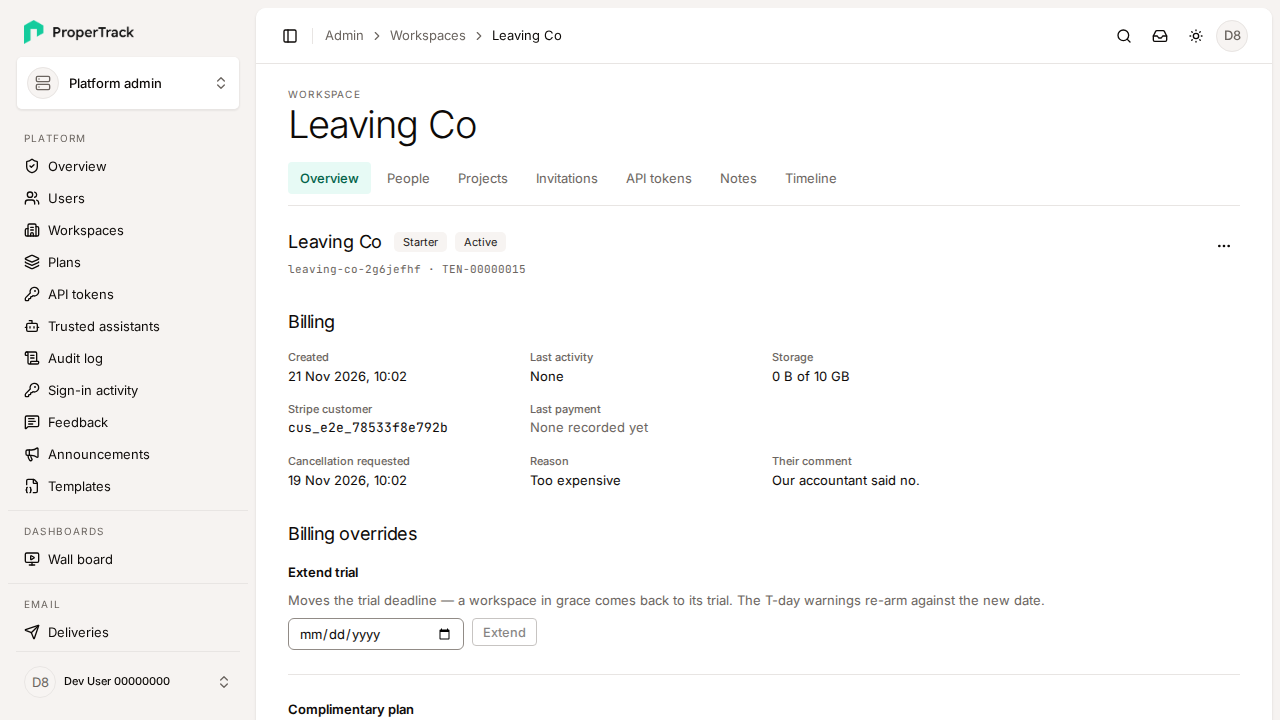 ProperTrack
Platform admin
PLATFORM
Overview
Users
Workspaces
Plans
API tokens
Trusted assistants
Audit log
Sign-in activity
Feedback
Announcements
Templates
DASHBOARDS
Wall board
EMAIL
Deliveries
D8 Dev User 00000000
Admin > Workspaces > Leaving Co
D8
WORKSPACE
Leaving Co
Overview People Projects Invitations API tokens Notes Timeline
Leaving Co Starter Active
leaving-co-2g6jefhf · TEN-00000015
Billing
Created Last activity Storage
21 Nov 2026, 10:02 None 0 B of 10 GB
Stripe customer Last payment
cus_e2e_78533f8e792b None recorded yet
Cancellation requested Reason Their comment
19 Nov 2026, 10:02 Too expensive Our accountant said no.
Billing overrides
Extend trial
Moves the trial deadline — a workspace in grace comes back to its trial. The T-day warnings re-arm against the new date.
mm/dd/yyyy Extend
Complimentary plan